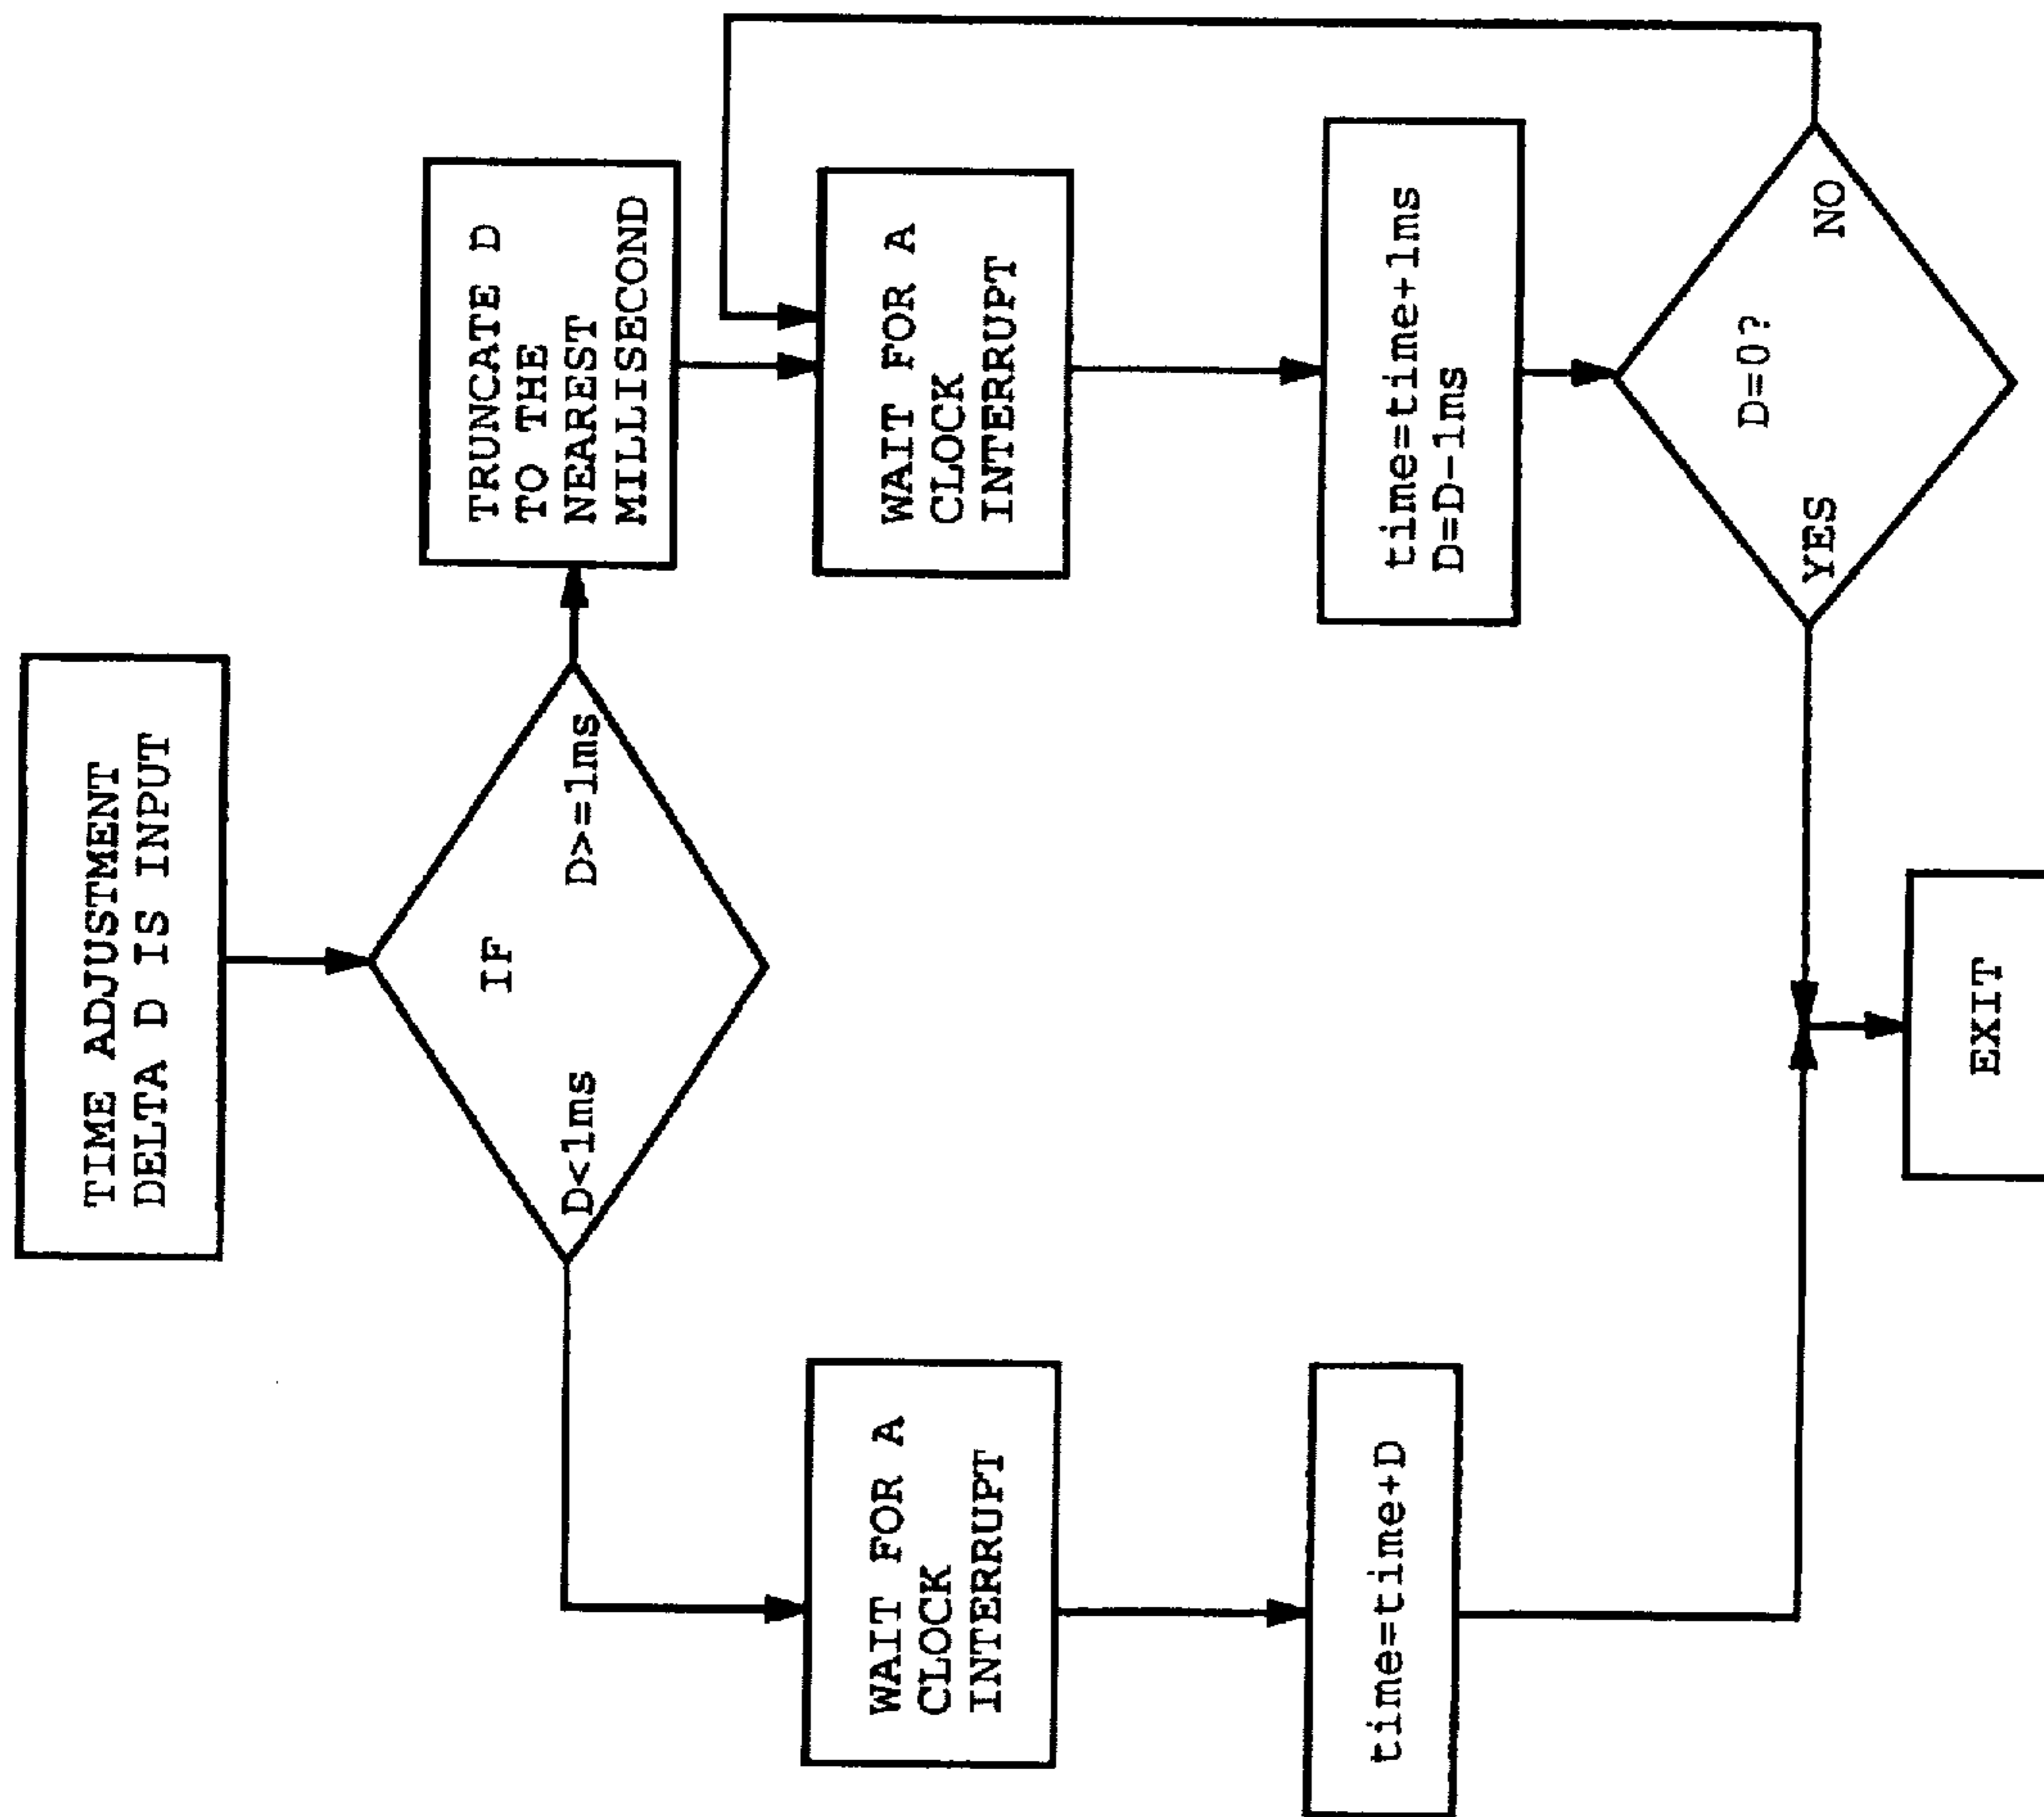 TIME ADJUSTMENT
DELTA D IS INPUT
IF
D<1ms
D>=1ms
TRUNCATE D
TO THE
NEAREST
MILLISECOND
WAIT FOR A
CLOCK
INTERRUPT
WAIT FOR A
CLOCK
INTERRUPT
time=time+D
time=time+1ms
D=D-1ms
D=0?
YES
NO
EXIT